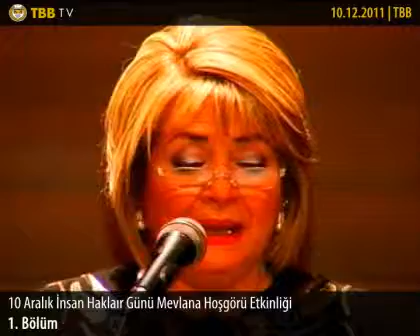 TBB TV
10.12.2011 | TBB
10 Aralık İnsan Haklaır Günü Mevlana Hoşgörü Etkinliği
1. Bölüm